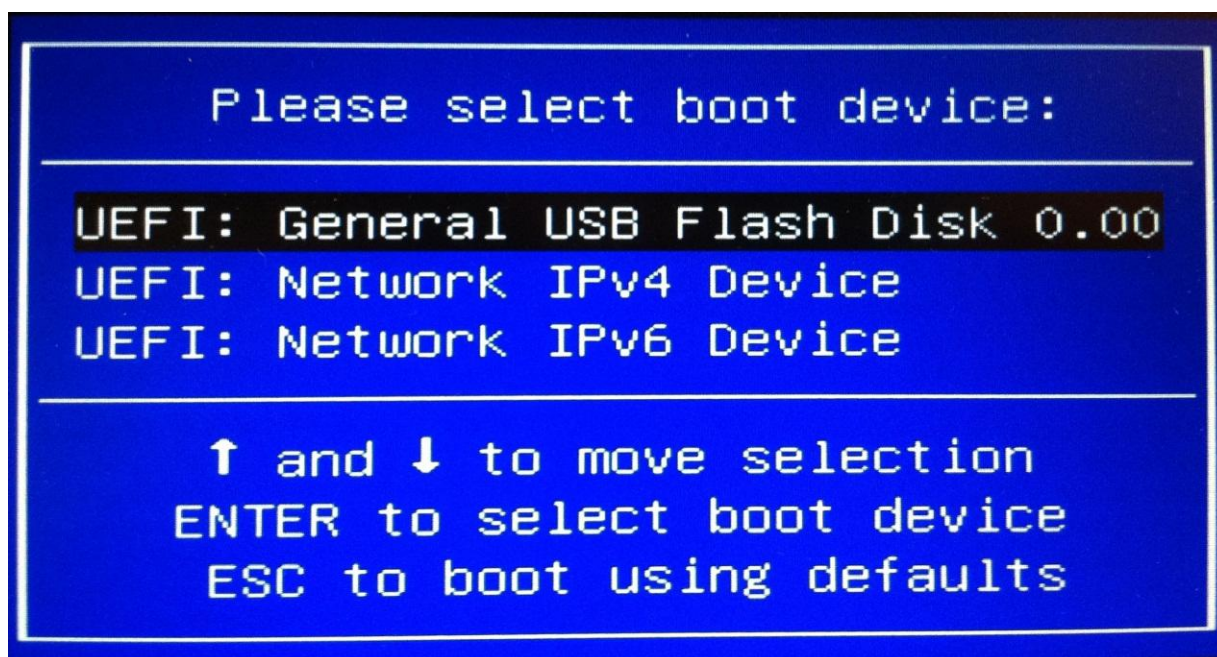 Please select boot device:
UEFI: General USB Flash Disk 0.00
UEFI: Network IPv4 Device
UEFI: Network IPv6 Device
↑ and ↓ to move selection
ENTER to select boot device
ESC to boot using defaults